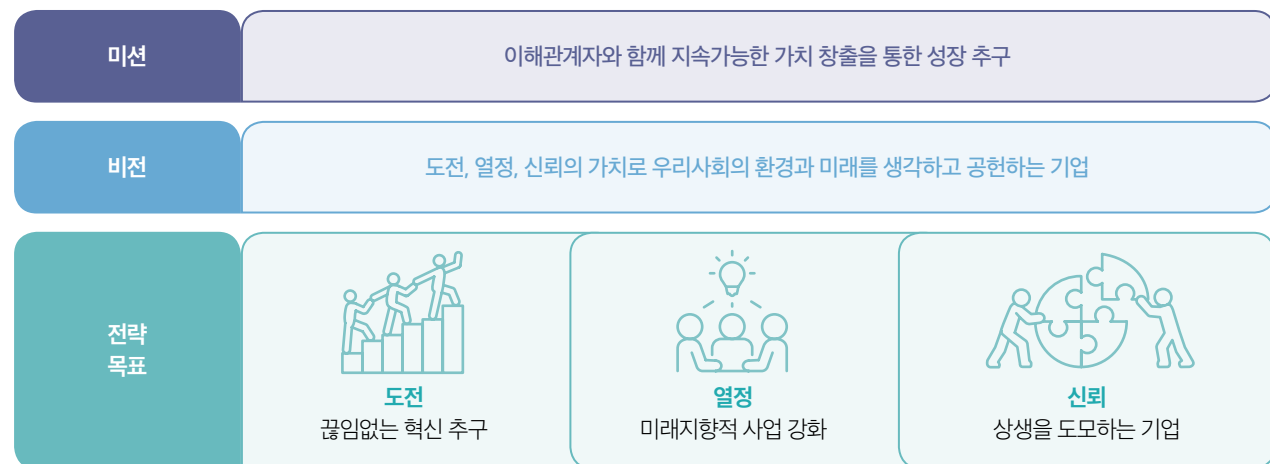 미션
이해관계자와 함께 지속가능한 가치 창출을 통한 성장 추구
비전
도전, 열정, 신뢰의 가치로 우리사회의 환경과 미래를 생각하고 공헌하는 기업
전략
목표
도전
끊임없는 혁신 추구
열정
미래지향적 사업 강화
신뢰
상생을 도모하는 기업